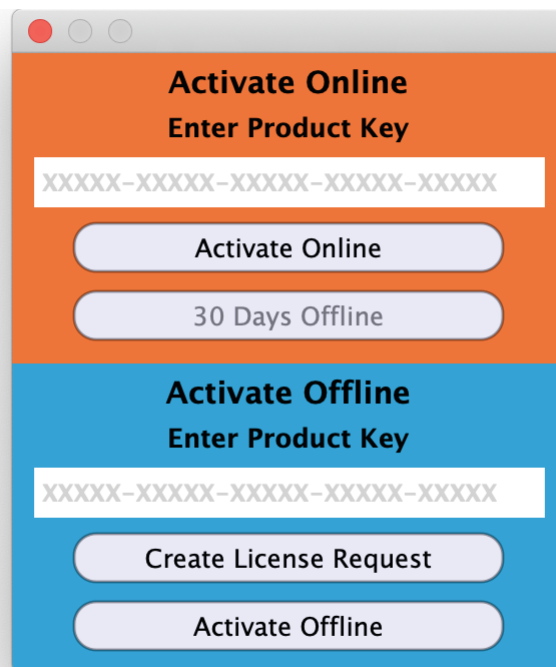 Activate Online
Enter Product Key
XXXXX-XXXXX-XXXXX-XXXXX-XXXXX
Activate Online
30 Days Offline
Activate Offline
Enter Product Key
XXXXX-XXXXX-XXXXX-XXXXX-XXXXX
Create License Request
Activate Offline